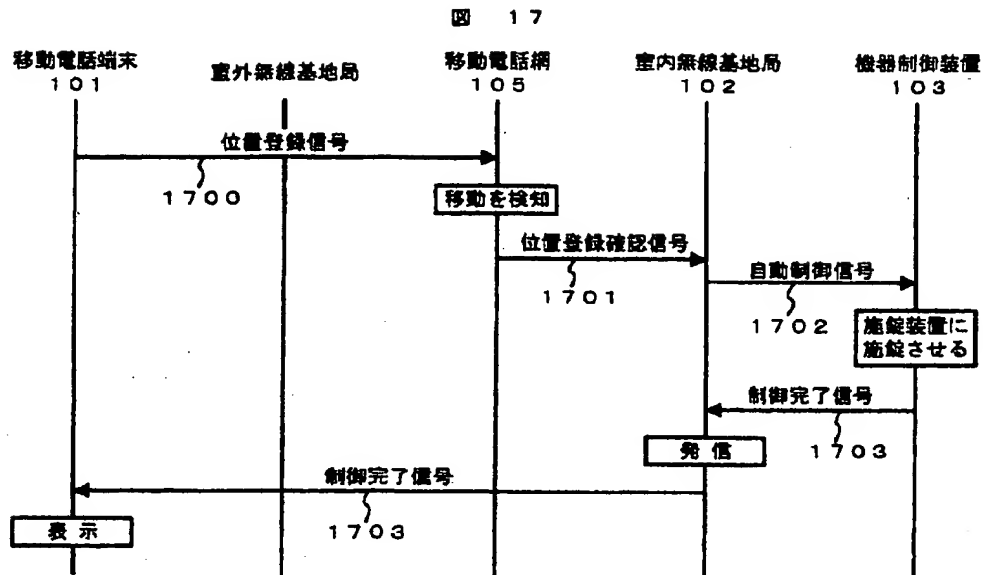 図 17
移動電話端末
101
室外無線基地局
移動電話網
105
室内無線基地局
102
機器制御装置
103
位置登録信号
1700
移動を検知
位置登録確認信号
1701
自動制御信号
1702
施錠装置に
施錠させる
制御完了信号
1703
発信
制御完了信号
1703
表示